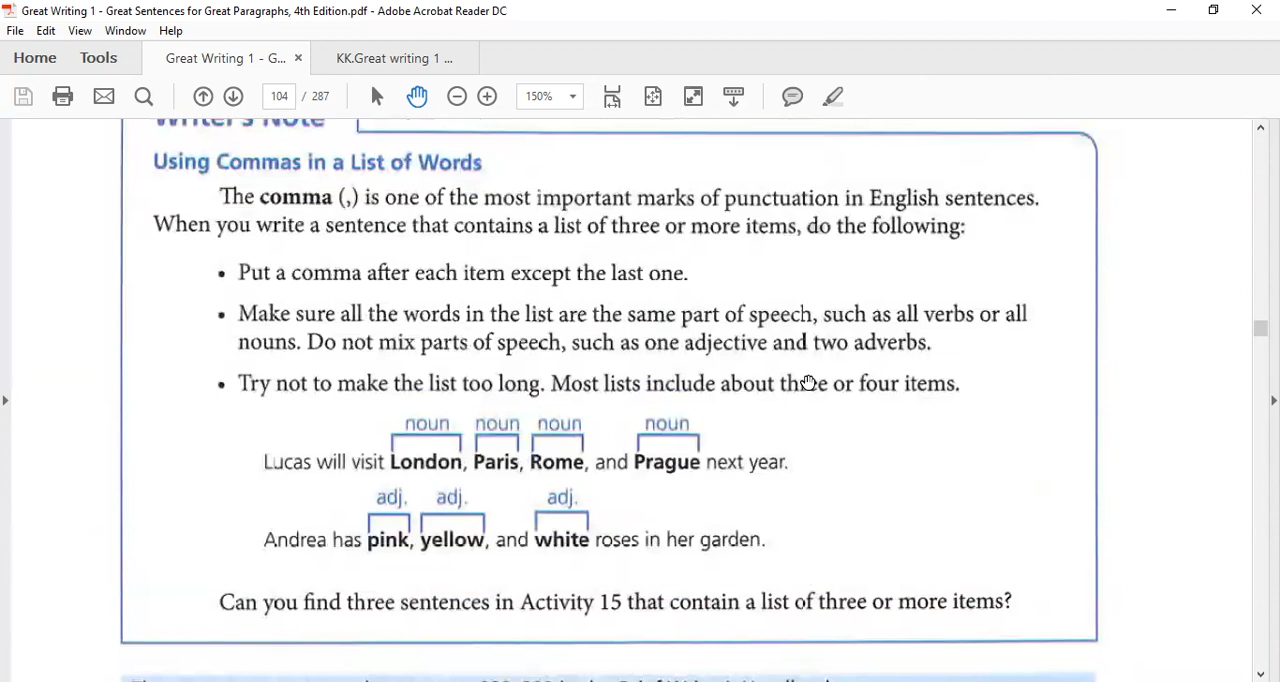 Great Writing 1 - Great Sentences for Great Paragraphs, 4th Edition.pdf - Adobe Acrobat Reader DC
File Edit View Window Help
Home Tools Great Writing 1 - G... × KK.Great writing 1 ...
104 / 287 150%
Writer's Note
Using Commas in a List of Words
The comma (,) is one of the most important marks of punctuation in English sentences.
When you write a sentence that contains a list of three or more items, do the following:
• Put a comma after each item except the last one.
• Make sure all the words in the list are the same part of speech, such as all verbs or all
nouns. Do not mix parts of speech, such as one adjective and two adverbs.
• Try not to make the list too long. Most lists include about three or four items.
noun noun noun noun
Lucas will visit London, Paris, Rome, and Prague next year.
adj. adj. adj.
Andrea has pink, yellow, and white roses in her garden.
Can you find three sentences in Activity 15 that contain a list of three or more items?